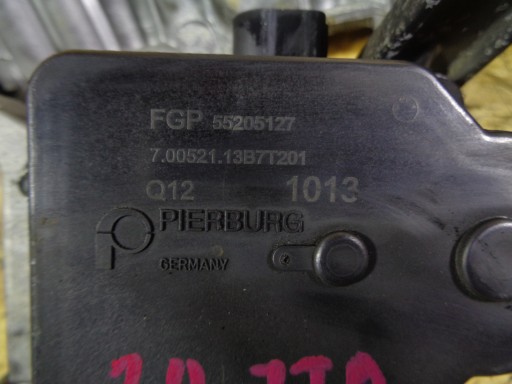 FGP 55205127
7.00521.13B7T201
Q12 1013
PIERBURG
GERMANY